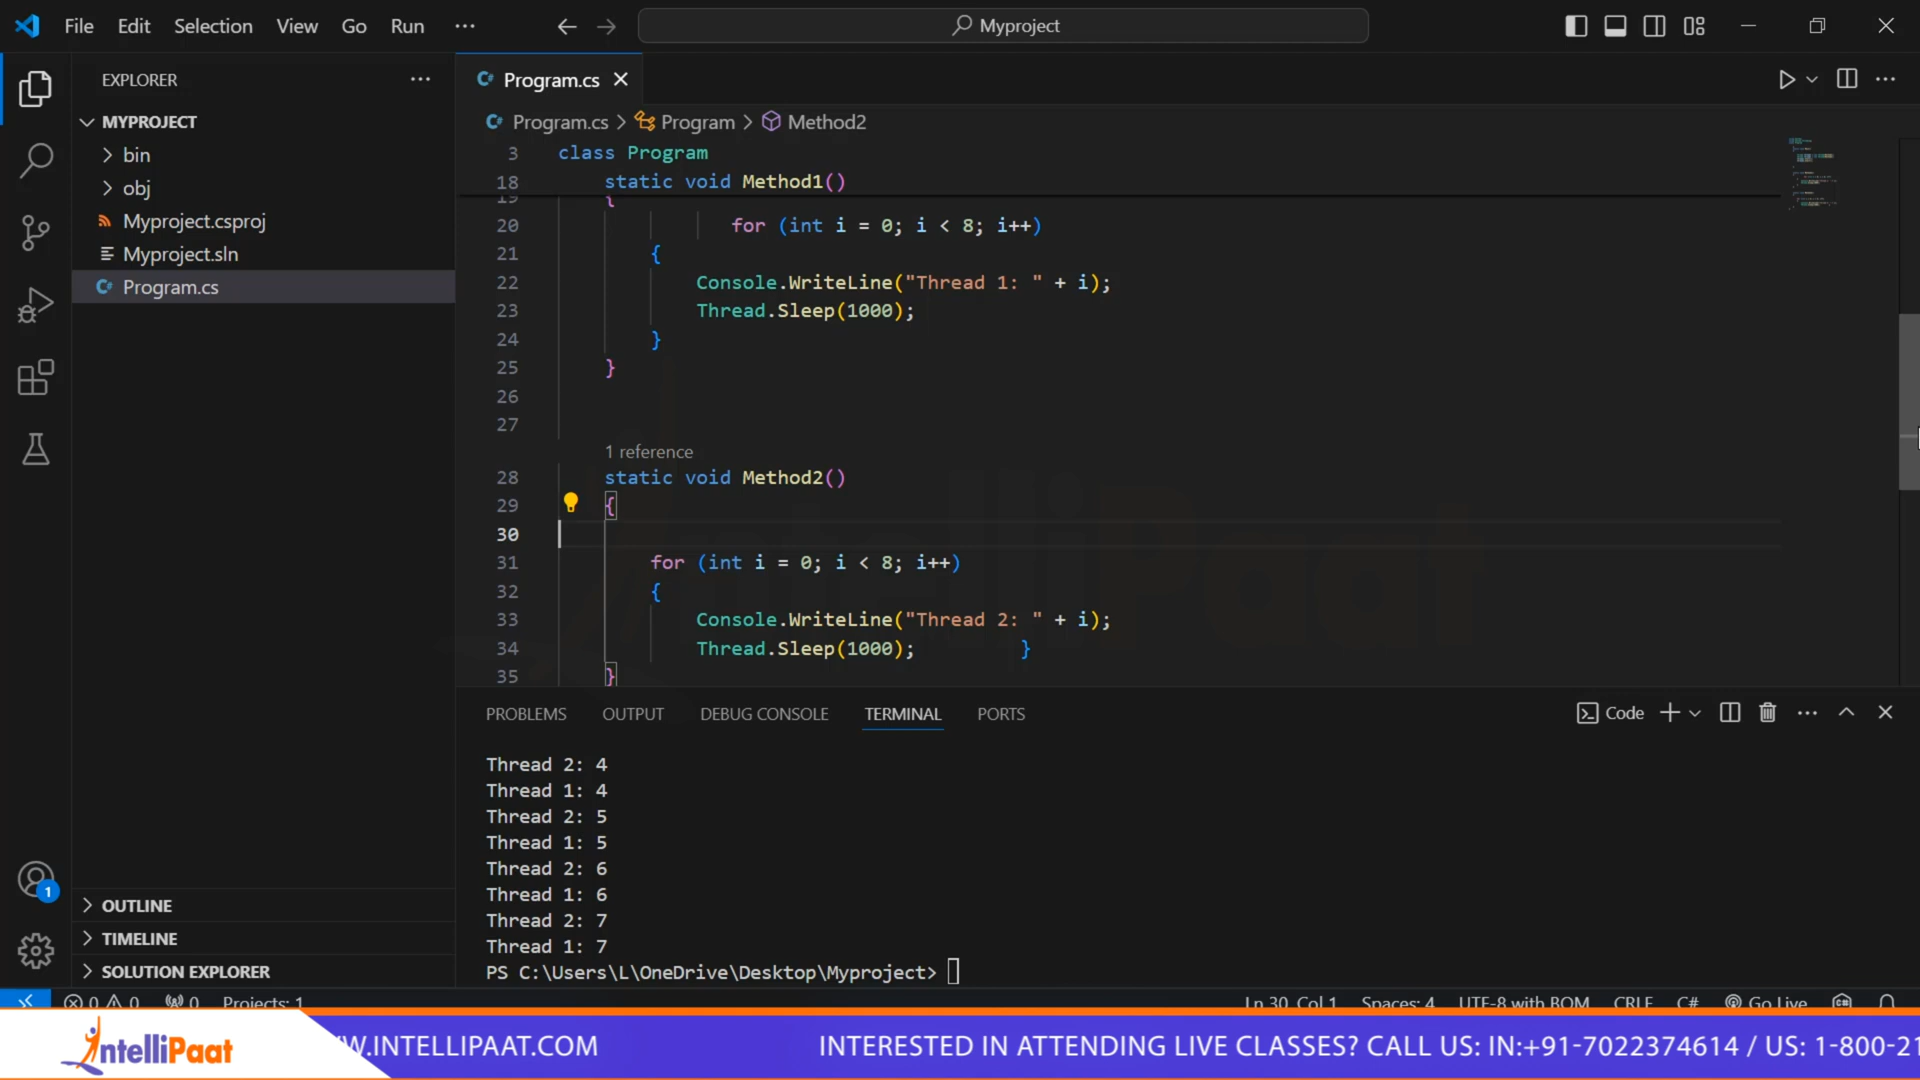 File Edit Selection View Go Run ... Myproject
EXPLORER ...
MYPROJECT
bin
obj
Myproject.csproj
Myproject.sln
Program.cs
OUTLINE
TIMELINE
SOLUTION EXPLORER
Program.cs
Program.cs > Program > Method2
3 class Program
18 static void Method1()
19 {
20 for (int i = 0; i < 8; i++)
21 {
22 Console.WriteLine("Thread 1: " + i);
23 Thread.Sleep(1000);
24 }
25 }
26
27
1 reference
28 static void Method2()
29 {
30
31 for (int i = 0; i < 8; i++)
32 {
33 Console.WriteLine("Thread 2: " + i);
34 Thread.Sleep(1000); }
35 }
PROBLEMS OUTPUT DEBUG CONSOLE TERMINAL PORTS Code
Thread 2: 4
Thread 1: 4
Thread 2: 5
Thread 1: 5
Thread 2: 6
Thread 1: 6
Thread 2: 7
Thread 1: 7
PS C:\Users\L\OneDrive\Desktop\Myproject>
1
0 0 0 Projects: 1 Ln 30, Col 1 Spaces: 4 UTF-8 with BOM CRLF C# Go Live
IntelliPaat W.INTELLIPAAT.COM INTERESTED IN ATTENDING LIVE CLASSES? CALL US: IN:+91-7022374614 / US: 1-800-21